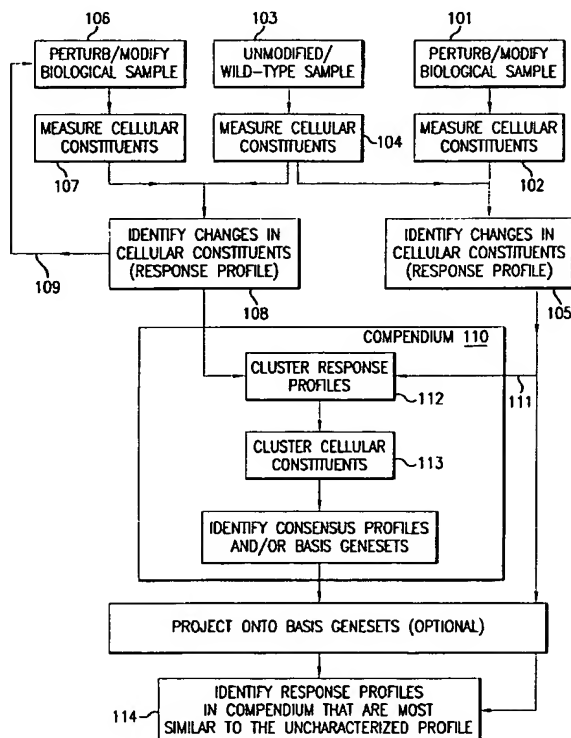 106
103
101
PERTURB/MODIFY
BIOLOGICAL SAMPLE
UNMODIFIED/
WILD-TYPE SAMPLE
PERTURB/MODIFY
BIOLOGICAL SAMPLE
MEASURE CELLULAR
CONSTITUENTS
MEASURE CELLULAR
CONSTITUENTS
MEASURE CELLULAR
CONSTITUENTS
107
104
102
IDENTIFY CHANGES IN
CELLULAR CONSTITUENTS
(RESPONSE PROFILE)
IDENTIFY CHANGES IN
CELLULAR CONSTITUENTS
(RESPONSE PROFILE)
109
108
105
COMPENDIUM 110
CLUSTER RESPONSE
PROFILES
112
111
CLUSTER CELLULAR
CONSTITUENTS
113
IDENTIFY CONSENSUS PROFILES
AND/OR BASIS GENESETS
PROJECT ONTO BASIS GENESETS (OPTIONAL)
IDENTIFY RESPONSE PROFILES
IN COMPENDIUM THAT ARE MOST
SIMILAR TO THE UNCHARACTERIZED PROFILE
114